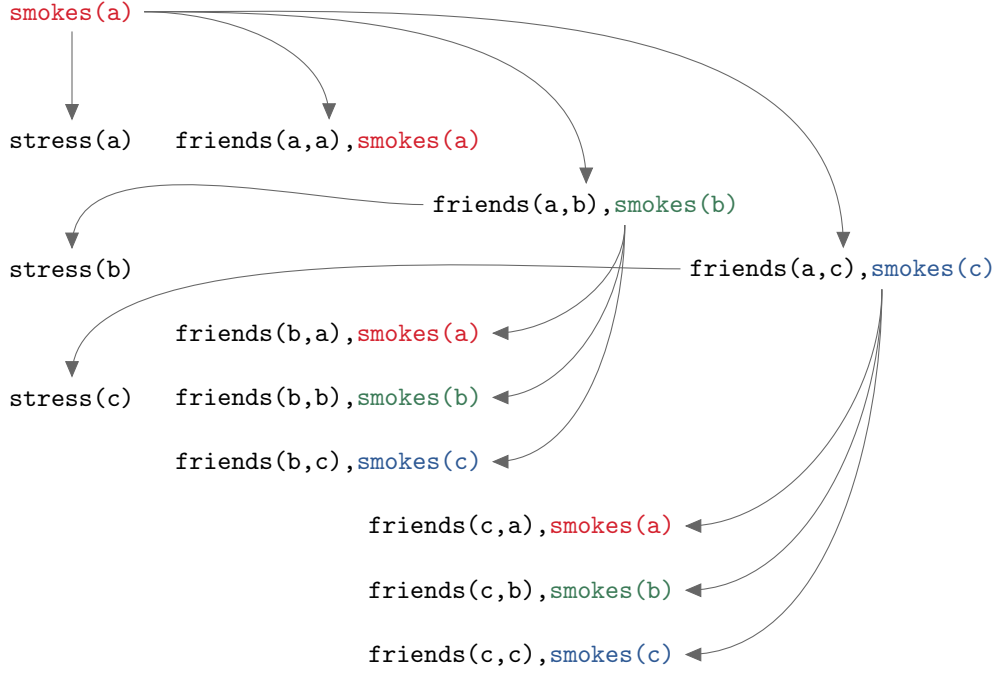 smokes(a)
stress(a) friends(a,a),smokes(a)
friends(a,b),smokes(b)
stress(b) friends(a,c),smokes(c)
friends(b,a),smokes(a)
stress(c) friends(b,b),smokes(b)
friends(b,c),smokes(c)
friends(c,a),smokes(a)
friends(c,b),smokes(b)
friends(c,c),smokes(c)